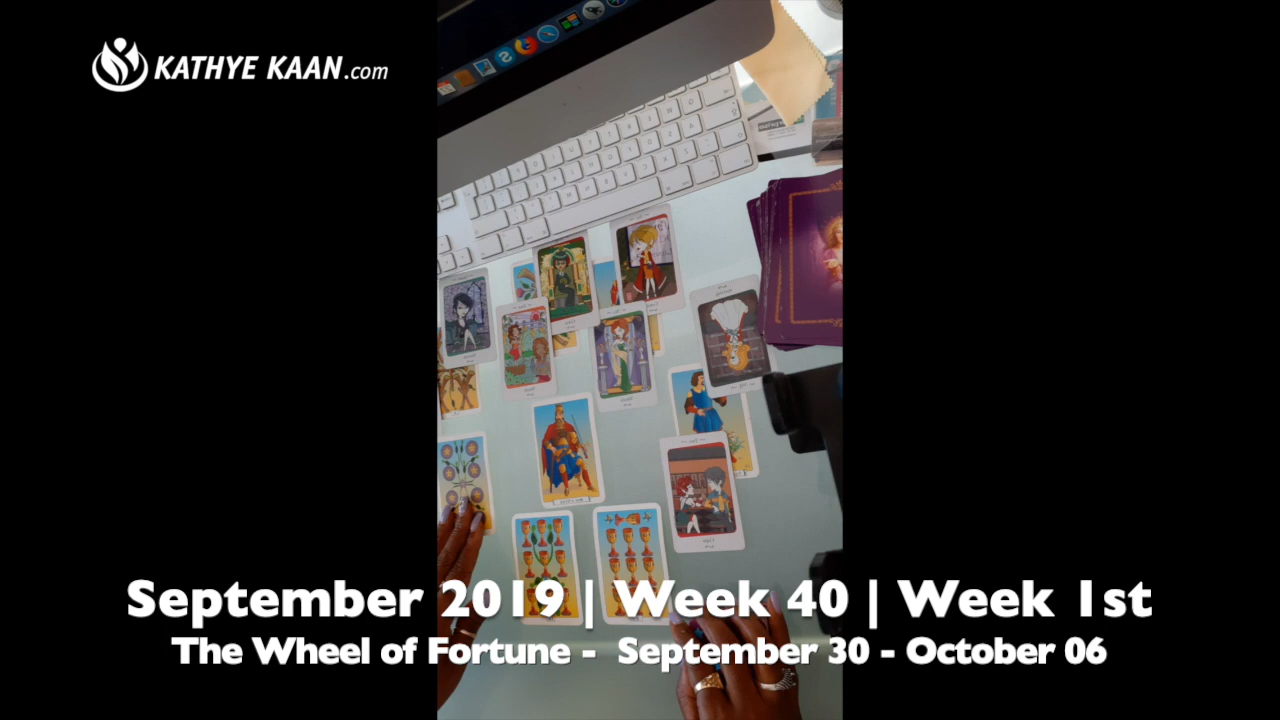 KATHYE KAAN.com
September 2019 | Week 40 | Week 1st
The Wheel of Fortune - September 30 - October 06